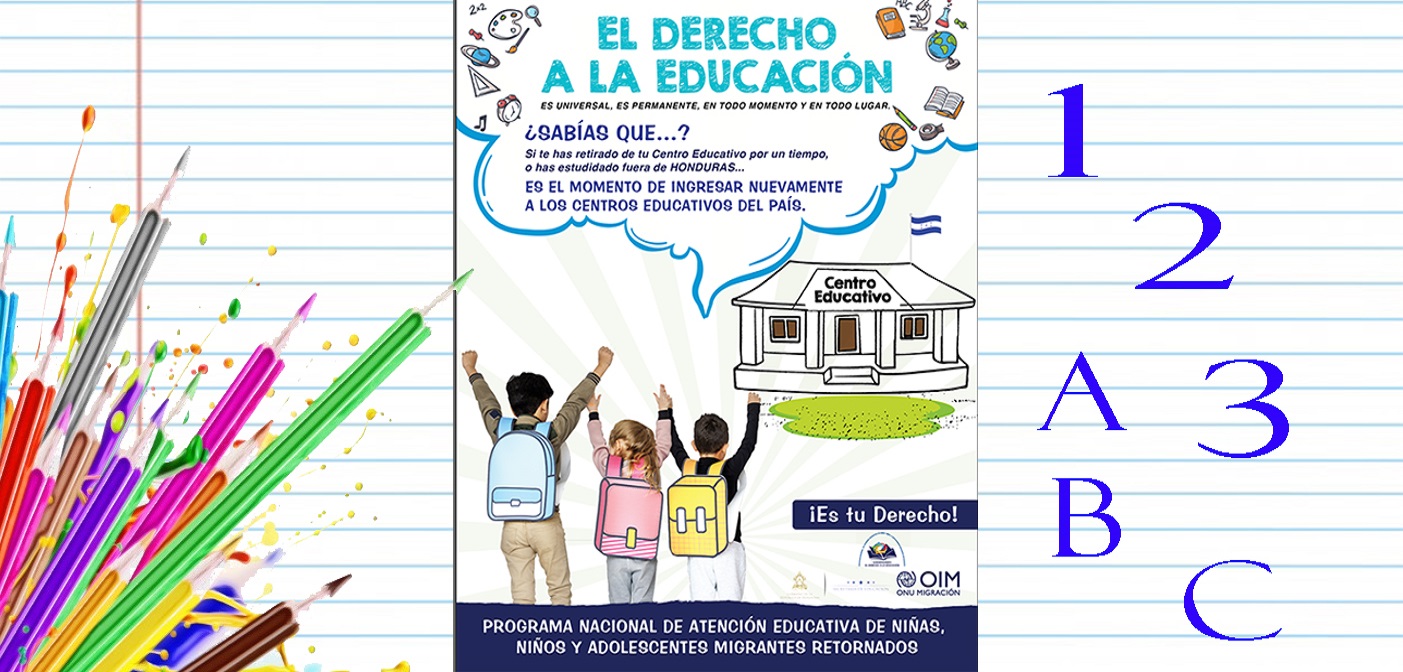 2x2
ABC
EL DERECHO
A LA EDUCACIÓN
ES UNIVERSAL, ES PERMANENTE, EN TODO MOMENTO Y EN TODO LUGAR.
¿SABÍAS QUE...?
Si te has retirado de tu Centro Educativo por un tiempo,
o has estudidado fuera de HONDURAS...
ES EL MOMENTO DE INGRESAR NUEVAMENTE
A LOS CENTROS EDUCATIVOS DEL PAÍS.
Centro
Educativo
¡Es tu Derecho!
OIM
ONU MIGRACIÓN
PROGRAMA NACIONAL DE ATENCIÓN EDUCATIVA DE NIÑAS,
NIÑOS Y ADOLESCENTES MIGRANTES RETORNADOS
1
2
3
A
B
C